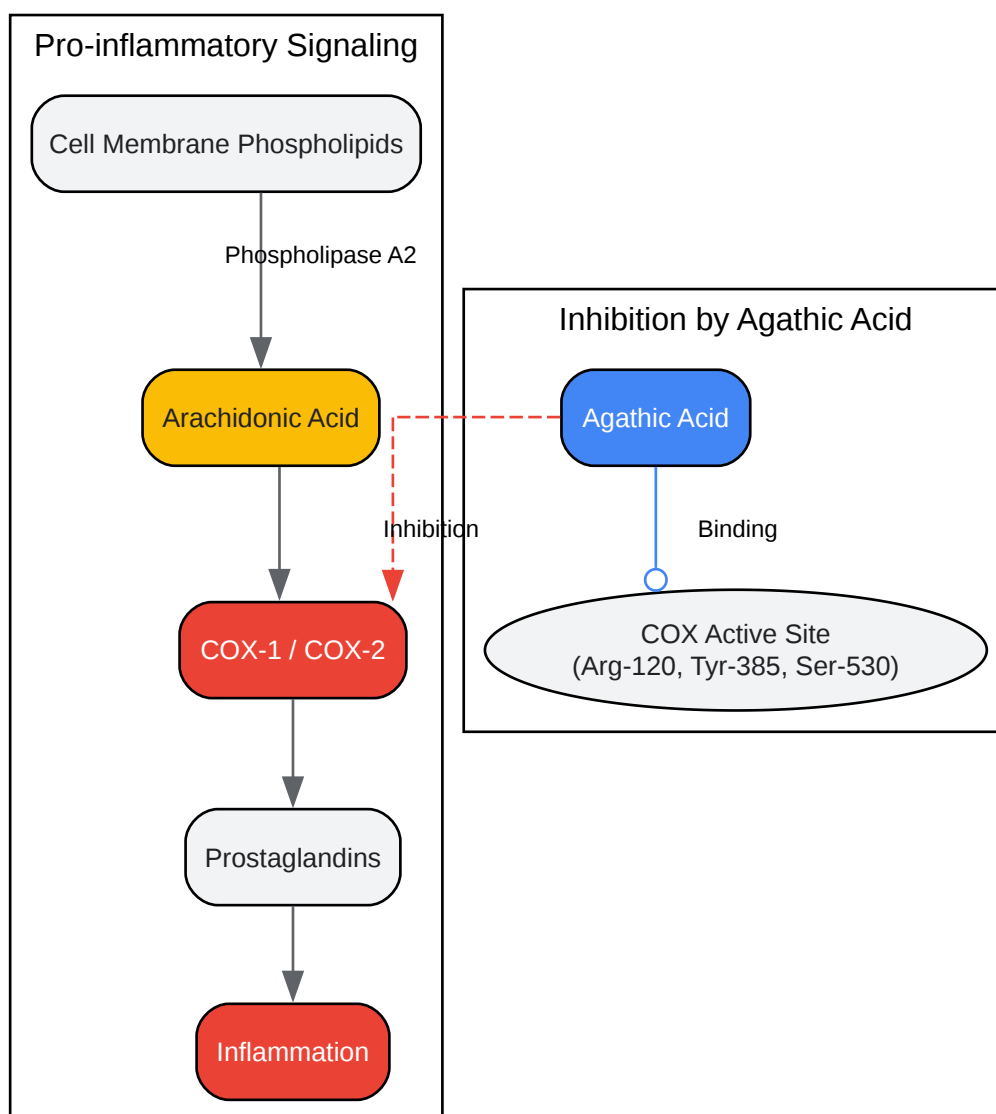 Pro-inflammatory Signaling
Cell Membrane Phospholipids
Phospholipase A2
Arachidonic Acid
COX-1 / COX-2
Prostaglandins
Inflammation
Inhibition
Inhibition by Agathic Acid
Agathic Acid
Binding
COX Active Site
(Arg-120, Tyr-385, Ser-530)